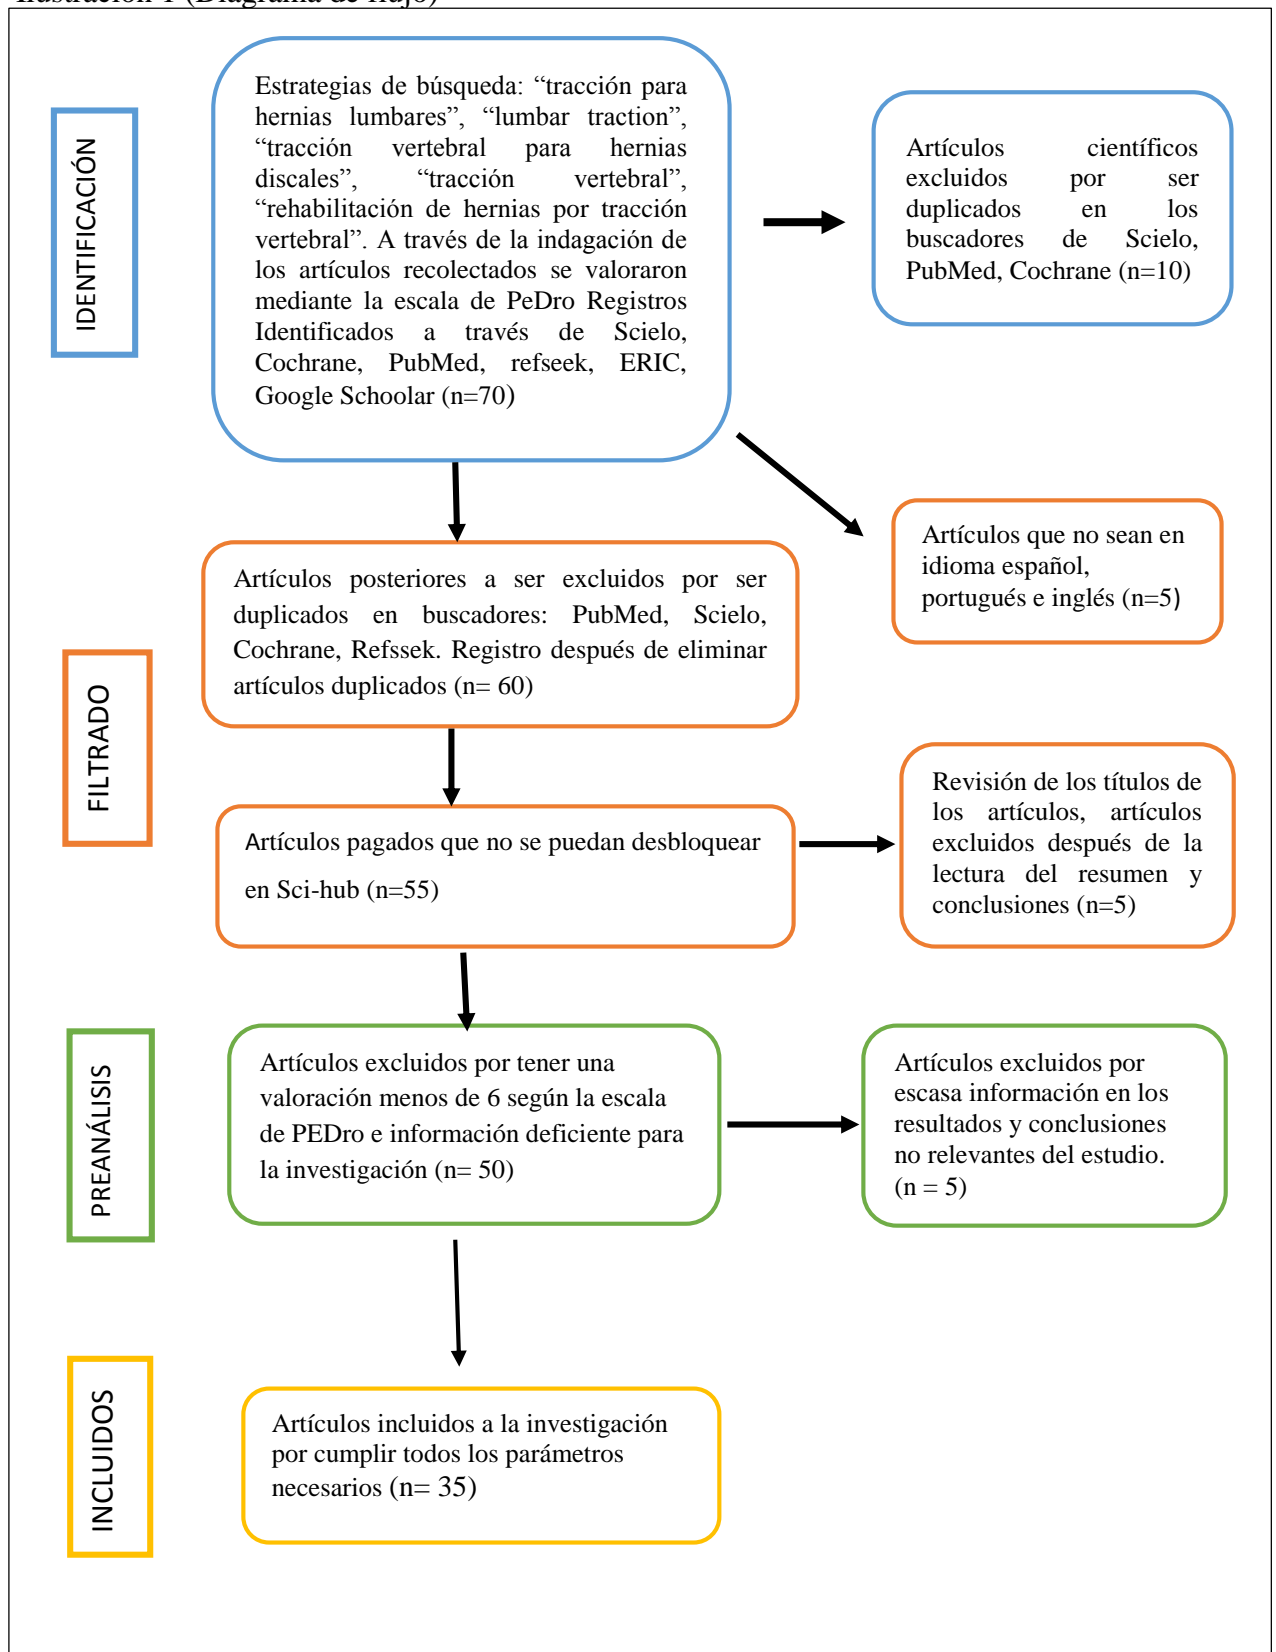 Ilustración 1 (Diagrama de flujo)
IDENTIFICACIÓN
Estrategias de búsqueda: “tracción para
hernias lumbares”, “lumbar traction”,
“tracción vertebral para hernias
discales”, “tracción vertebral”,
“rehabilitación de hernias por tracción
vertebral”. A través de la indagación de
los artículos recolectados se valoraron
mediante la escala de PeDro Registros
Identificados a través de Scielo,
Cochrane, PubMed, refseek, ERIC,
Google Schoolar (n=70)
Artículos científicos
excluidos por ser
duplicados en los
buscadores de Scielo,
PubMed, Cochrane (n=10)
Artículos que no sean en
idioma español,
portugués e inglés (n=5)
FILTRADO
Artículos posteriores a ser excluidos por ser
duplicados en buscadores: PubMed, Scielo,
Cochrane, Refssek. Registro después de eliminar
artículos duplicados (n= 60)
Artículos pagados que no se puedan desbloquear
en Sci-hub (n=55)
Revisión de los títulos de
los artículos, artículos
excluidos después de la
lectura del resumen y
conclusiones (n=5)
PREANÁLISIS
Artículos excluidos por tener una
valoración menos de 6 según la escala
de PEDro e información deficiente para
la investigación (n= 50)
Artículos excluidos por
escasa información en los
resultados y conclusiones
no relevantes del estudio.
(n = 5)
INCLUIDOS
Artículos incluidos a la investigación
por cumplir todos los parámetros
necesarios (n= 35)